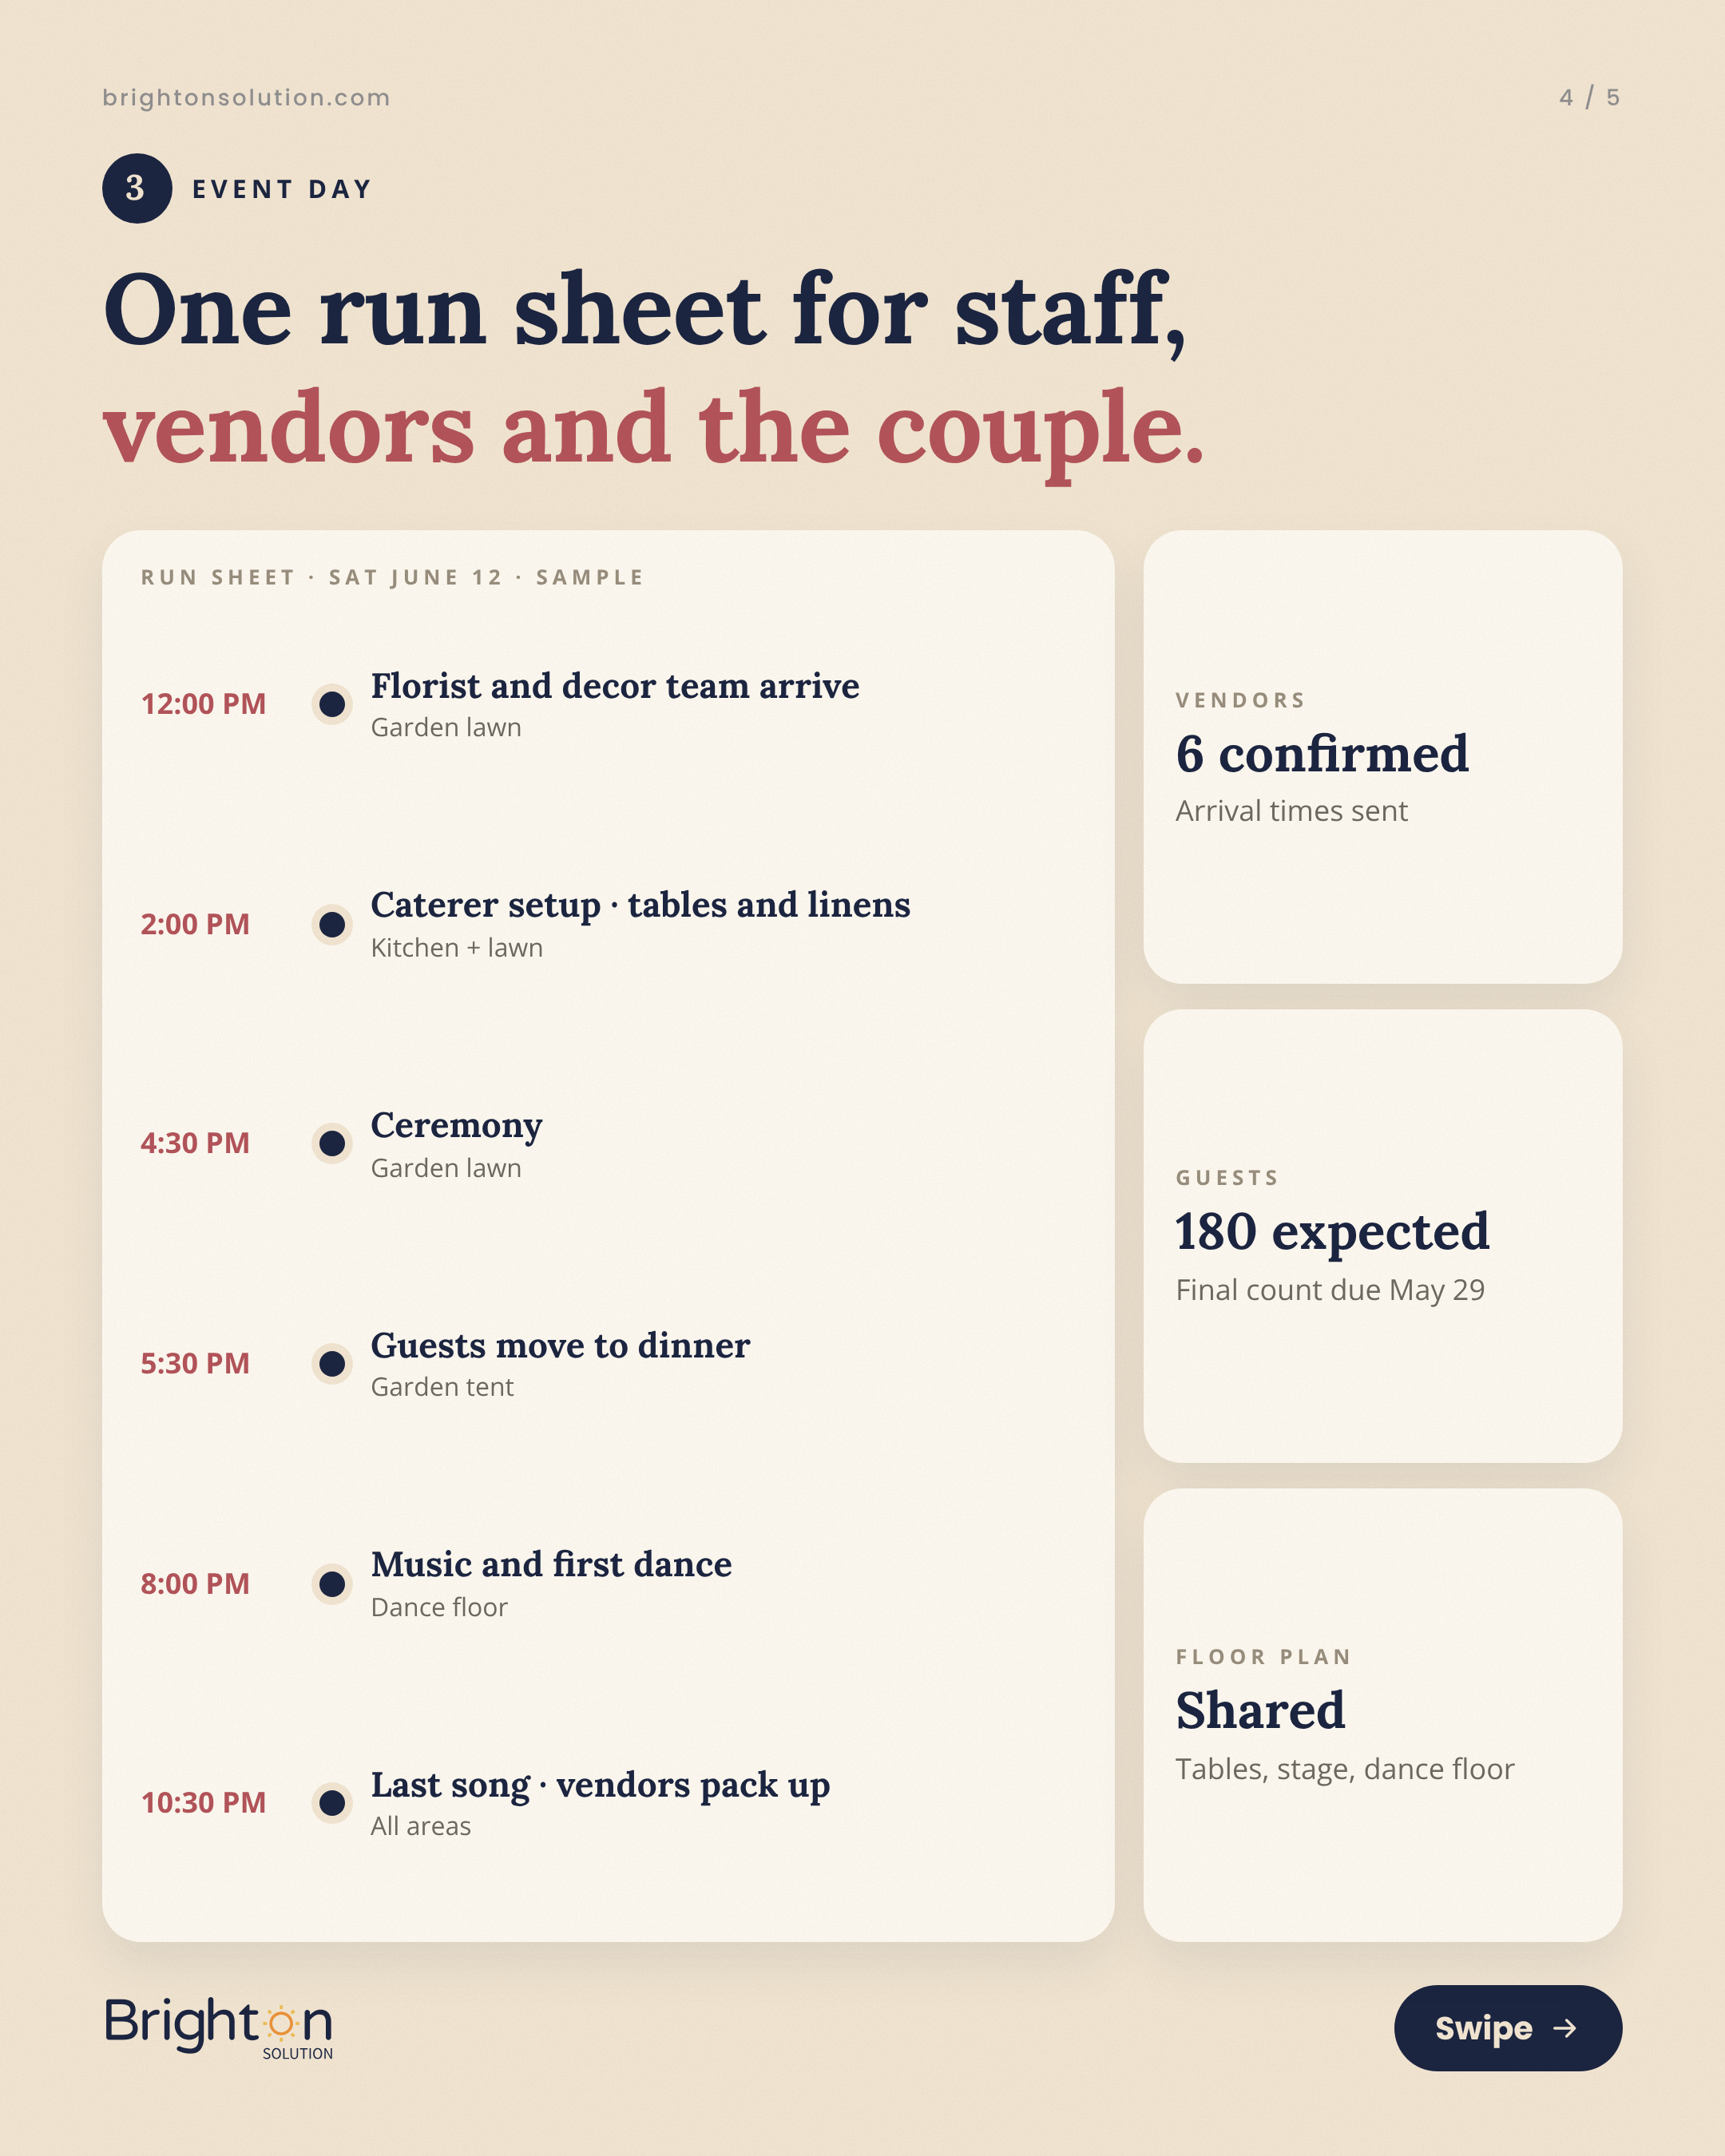 brightonsolution.com
4 / 5
3
EVENT DAY
One run sheet for staff,
vendors and the couple.
RUN SHEET · SAT JUNE 12 · SAMPLE
12:00 PM
Florist and decor team arrive
Garden lawn
2:00 PM
Caterer setup · tables and linens
Kitchen + lawn
4:30 PM
Ceremony
Garden lawn
5:30 PM
Guests move to dinner
Garden tent
8:00 PM
Music and first dance
Dance floor
10:30 PM
Last song · vendors pack up
All areas
VENDORS
6 confirmed
Arrival times sent
GUESTS
180 expected
Final count due May 29
FLOOR PLAN
Shared
Tables, stage, dance floor
Brighton
SOLUTION
Swipe →